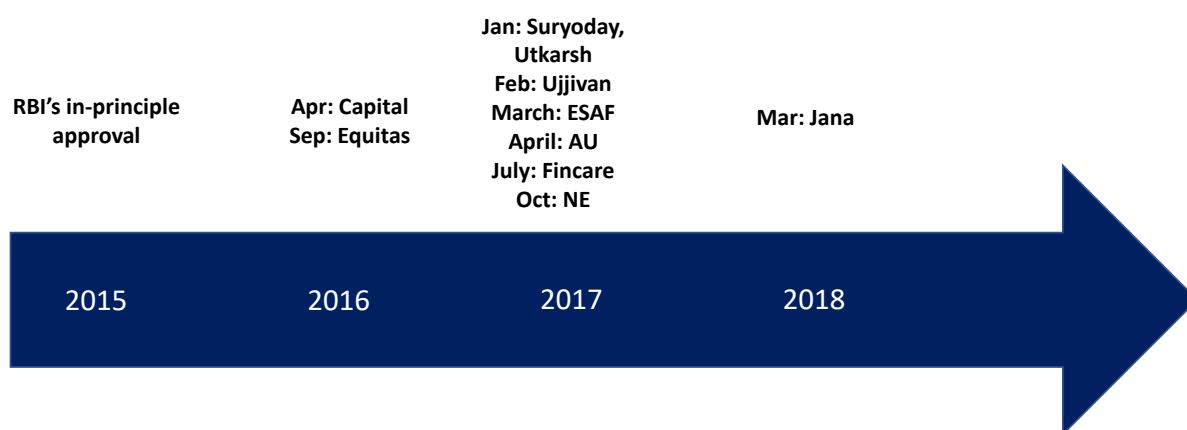 RBI's in-principle
approval
Apr: Capital
Sep: Equitas
Jan: Suryoday,
Utkarsh
Feb: Ujjivan
March: ESAF
April: AU
July: Fincare
Oct: NE
Mar: Jana
2015
2016
2017
2018